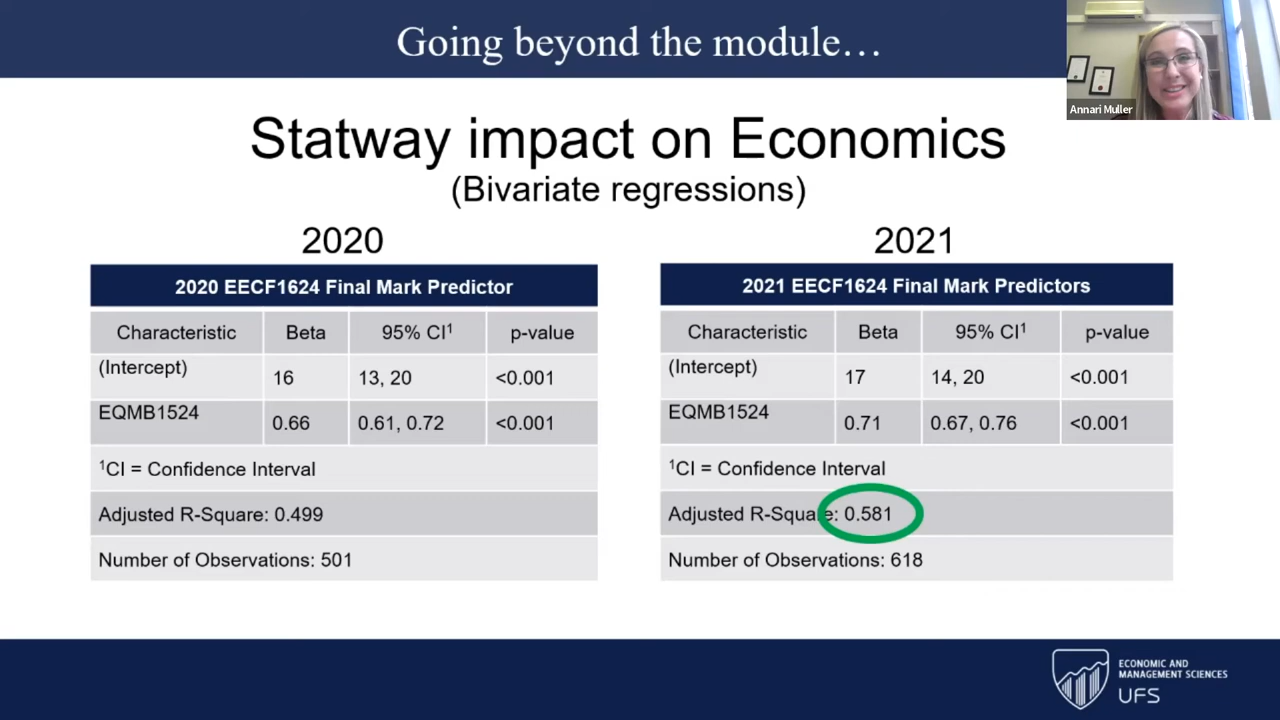 Going beyond the module…
Annari Muller
Statway impact on Economics
(Bivariate regressions)
2020
2020 EECF1624 Final Mark Predictor
Characteristic Beta 95% CI¹ p-value
(Intercept) 16 13, 20 <0.001
EQMB1524 0.66 0.61, 0.72 <0.001
¹CI = Confidence Interval
Adjusted R-Square: 0.499
Number of Observations: 501
2021
2021 EECF1624 Final Mark Predictors
Characteristic Beta 95% CI¹ p-value
(Intercept) 17 14, 20 <0.001
EQMB1524 0.71 0.67, 0.76 <0.001
¹CI = Confidence Interval
Adjusted R-Square: 0.581
Number of Observations: 618
ECONOMIC AND
MANAGEMENT SCIENCES
UFS